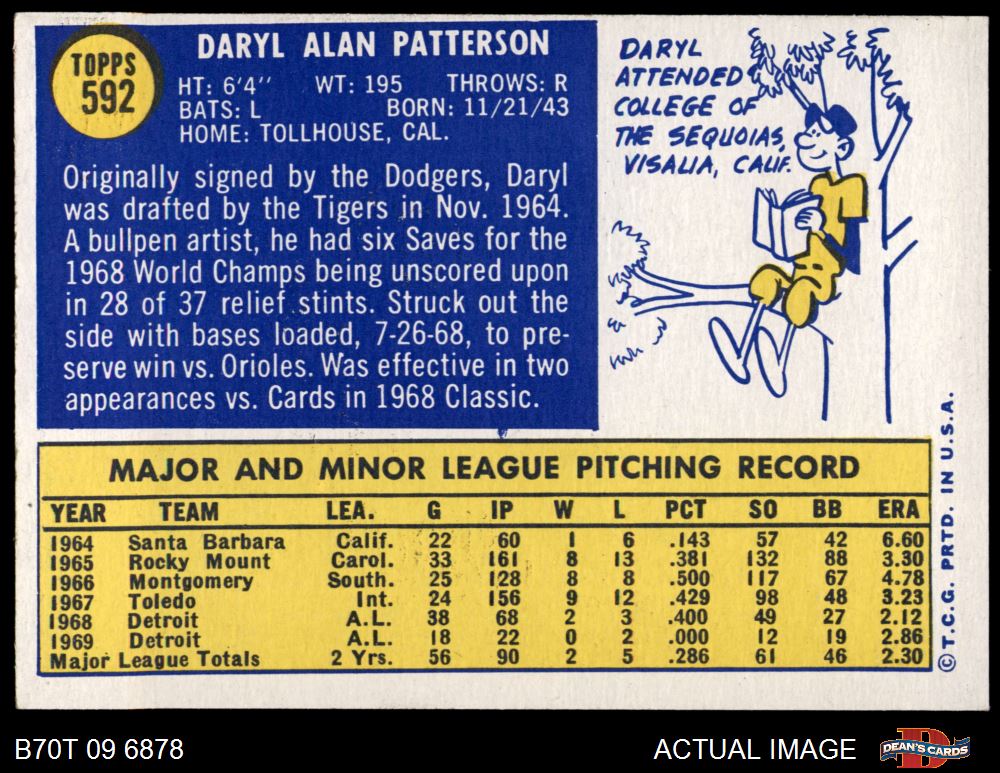 TOPPS
592
DARYL ALAN PATTERSON
HT: 6'4" WT: 195 THROWS: R
BATS: L BORN: 11/21/43
HOME: TOLLHOUSE, CAL.
Originally signed by the Dodgers, Daryl
was drafted by the Tigers in Nov. 1964.
A bullpen artist, he had six Saves for the
1968 World Champs being unscored upon
in 28 of 37 relief stints. Struck out the
side with bases loaded, 7-26-68, to pre-
serve win vs. Orioles. Was effective in two
appearances vs. Cards in 1968 Classic.
DARYL
ATTENDED
COLLEGE OF
THE SEQUOIAS,
VISALIA, CALIF.
MAJOR AND MINOR LEAGUE PITCHING RECORD
YEAR TEAM LEA. G IP W L PCT SO BB ERA
1964 Santa Barbara Calif. 22 60 1 6 .143 57 42 6.60
1965 Rocky Mount Carol. 33 161 8 13 .381 132 88 3.30
1966 Montgomery South. 25 128 8 8 .500 117 67 4.78
1967 Toledo Int. 24 156 9 12 .429 98 48 3.23
1968 Detroit A.L. 38 68 2 3 .400 49 27 2.12
1969 Detroit A.L. 18 22 0 2 .000 12 19 2.86
Major League Totals 2 Yrs. 56 90 2 5 .286 61 46 2.30
© T.C.G. PRTD. IN U.S.A.
B70T 09 6878
ACTUAL IMAGE
DEAN'S CARDS